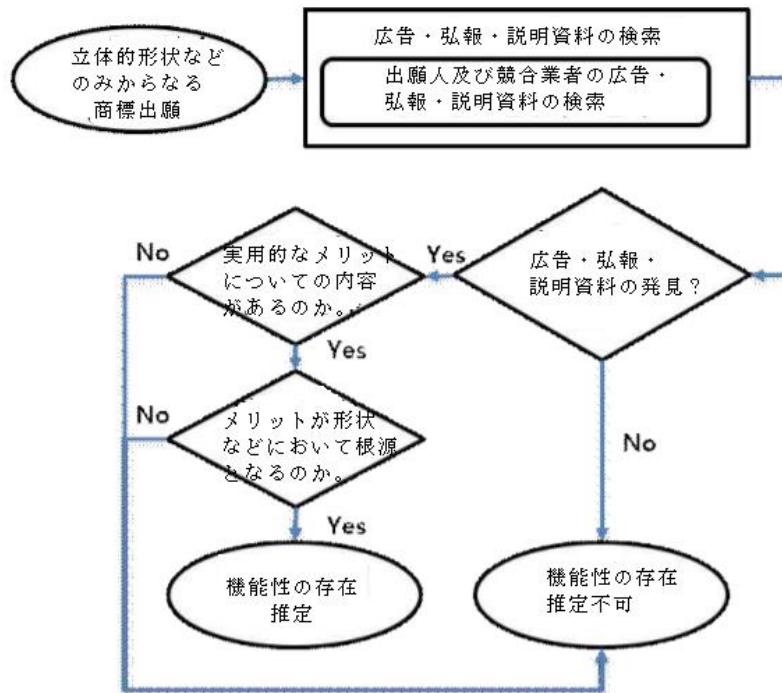 立体的形状など
のみからなる
商標出願
広告・弘報・説明資料の検索
出願人及び競合業者の広告・
弘報・説明資料の検索
No
実用的なメリット
についての内容
があるのか。
Yes
広告・弘報・
説明資料の発見？
Yes
No
メリットが形状
などにおいて根源
となるのか。
No
Yes
機能性の存在
推定
機能性の存在
推定不可